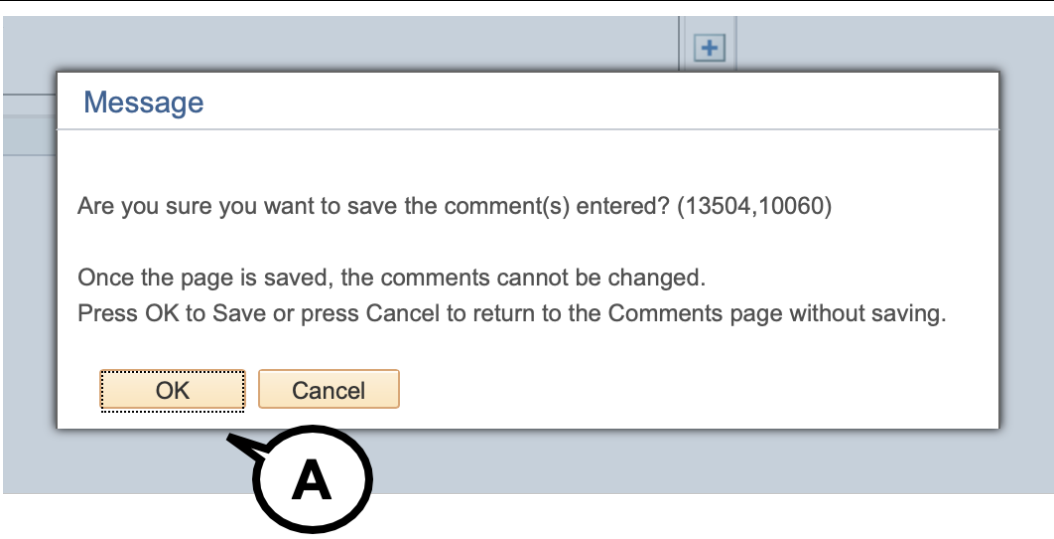 Message
Are you sure you want to save the comment(s) entered? (13504,10060)
Once the page is saved, the comments cannot be changed.
Press OK to Save or press Cancel to return to the Comments page without saving.
OK Cancel
A